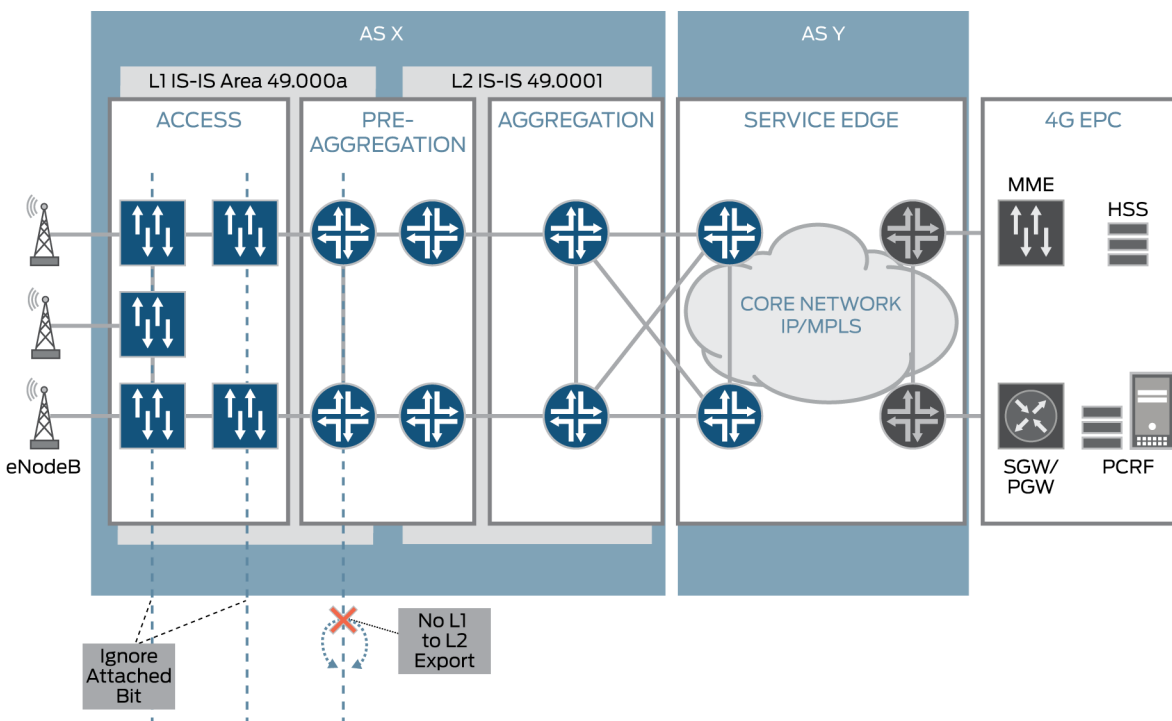 AS X
AS Y
L1 IS-IS Area 49.000a
L2 IS-IS 49.0001
ACCESS
PRE-
AGGREGATION
AGGREGATION
SERVICE EDGE
4G EPC
MME
HSS
CORE NETWORK
IP/MPLS
eNodeB
SGW/
PGW
PCRF
Ignore
Attached
Bit
No L1
to L2
Export